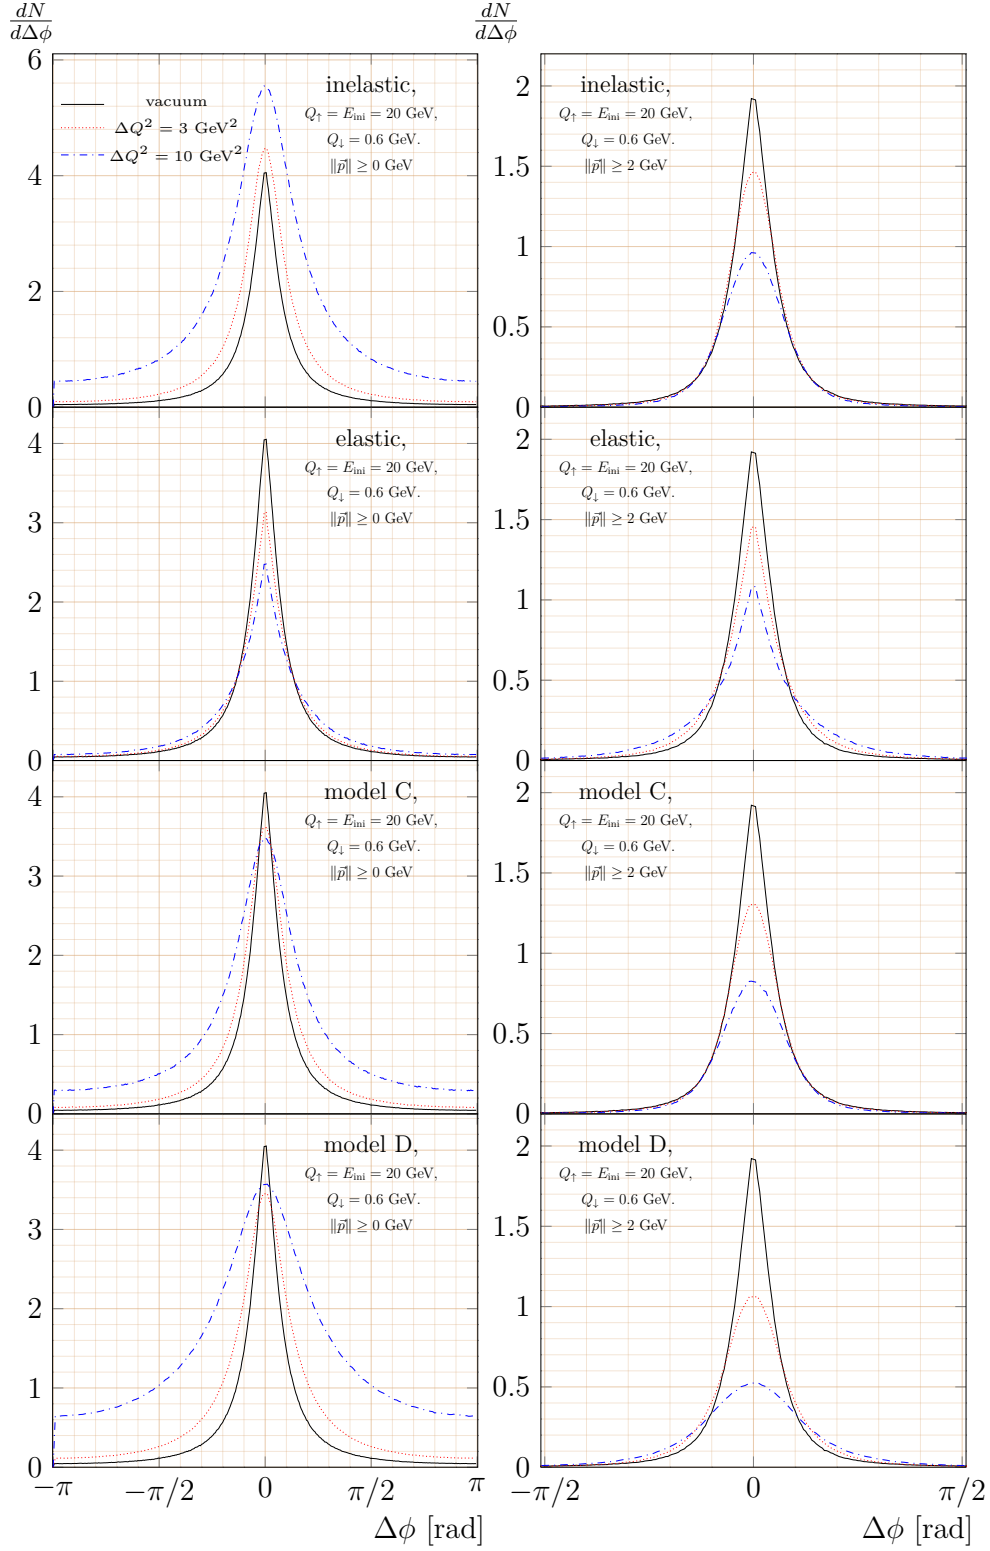 dN/dΔϕ
dN/dΔϕ
6
4
2
0
vacuum
ΔQ² = 3 GeV²
ΔQ² = 10 GeV²
inelastic,
Q↑ = E_ini = 20 GeV,
Q↓ = 0.6 GeV.
‖p⃗‖ ≥ 0 GeV
2
1.5
1
0.5
0
inelastic,
Q↑ = E_ini = 20 GeV,
Q↓ = 0.6 GeV.
‖p⃗‖ ≥ 2 GeV
4
3
2
1
0
elastic,
Q↑ = E_ini = 20 GeV,
Q↓ = 0.6 GeV.
‖p⃗‖ ≥ 0 GeV
2
1.5
1
0.5
0
elastic,
Q↑ = E_ini = 20 GeV,
Q↓ = 0.6 GeV.
‖p⃗‖ ≥ 2 GeV
4
3
2
1
0
model C,
Q↑ = E_ini = 20 GeV,
Q↓ = 0.6 GeV.
‖p⃗‖ ≥ 0 GeV
2
1.5
1
0.5
0
model C,
Q↑ = E_ini = 20 GeV,
Q↓ = 0.6 GeV.
‖p⃗‖ ≥ 2 GeV
4
3
2
1
0
model D,
Q↑ = E_ini = 20 GeV,
Q↓ = 0.6 GeV.
‖p⃗‖ ≥ 0 GeV
2
1.5
1
0.5
0
model D,
Q↑ = E_ini = 20 GeV,
Q↓ = 0.6 GeV.
‖p⃗‖ ≥ 2 GeV
−π −π/2 0 π/2 π
−π/2 0 π/2
Δϕ [rad]
Δϕ [rad]